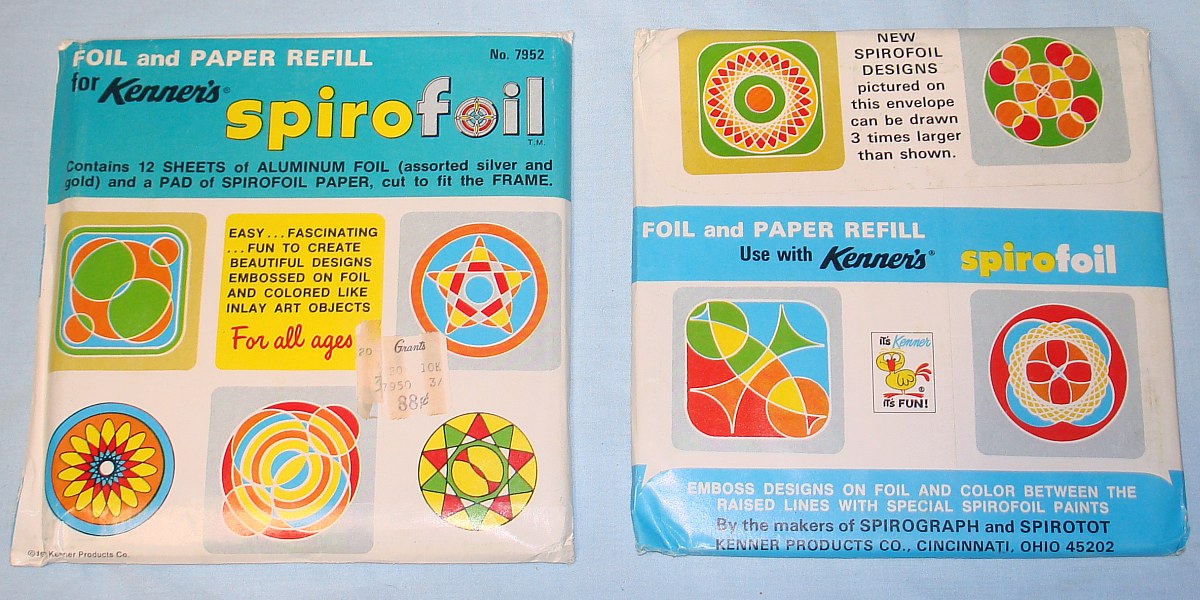 FOIL and PAPER REFILL
No. 7952
for Kenner's®
spirofoil
T.M.
Contains 12 SHEETS of ALUMINUM FOIL (assorted silver and
gold) and a PAD of SPIROFOIL PAPER, cut to fit the FRAME.
EASY...FASCINATING
...FUN TO CREATE
BEAUTIFUL DESIGNS
EMBOSSED ON FOIL
AND COLORED LIKE
INLAY ART OBJECTS
For all ages
20
Grants
10E
7950 3/
88¢
Kenner Products Co.
NEW
SPIROFOIL
DESIGNS
pictured on
this envelope
can be drawn
3 times larger
than shown.
FOIL and PAPER REFILL
Use with Kenner's® spirofoil
IT'S Kenner
IT'S FUN!
EMBOSS DESIGNS ON FOIL AND COLOR BETWEEN THE
RAISED LINES WITH SPECIAL SPIROFOIL PAINTS
By the makers of SPIROGRAPH and SPIROTOT
KENNER PRODUCTS CO., CINCINNATI, OHIO 45202